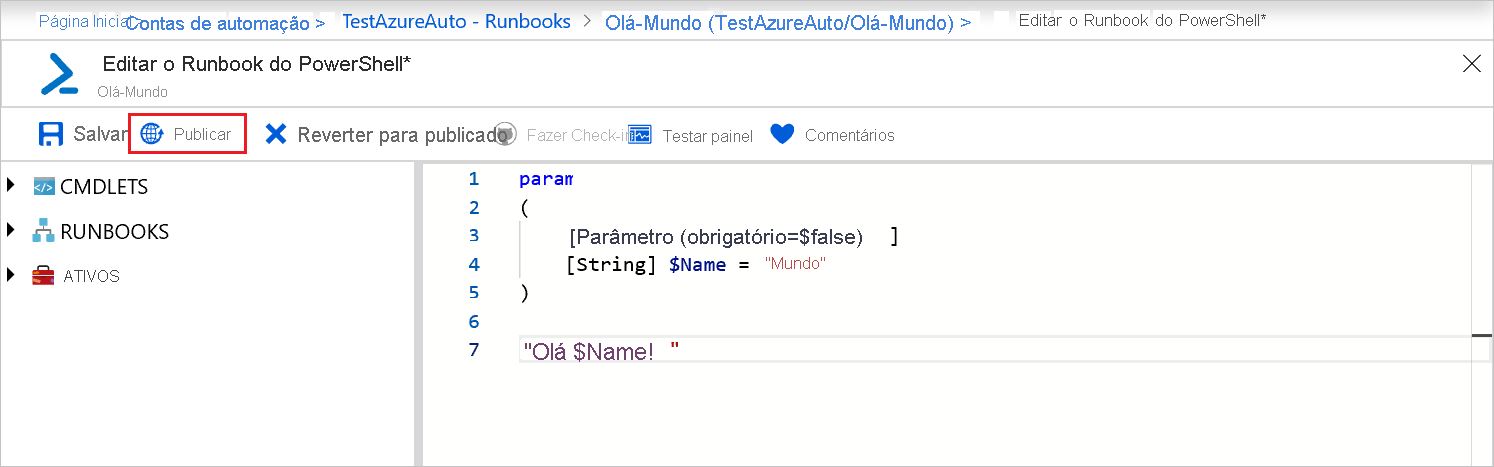 Página Inicial > Contas de automação > TestAzureAuto - Runbooks > Olá-Mundo (TestAzureAuto/Olá-Mundo) > Editar o Runbook do PowerShell*
Editar o Runbook do PowerShell*
Olá-Mundo
Salvar Publicar Reverter para publicado Fazer Check-in Testar painel Comentários
CMDLETS
RUNBOOKS
ATIVOS
1 param
2 (
3 [Parâmetro (obrigatório=$false) ]
4 [String] $Name = "Mundo"
5 )
6
7 "Olá $Name! "